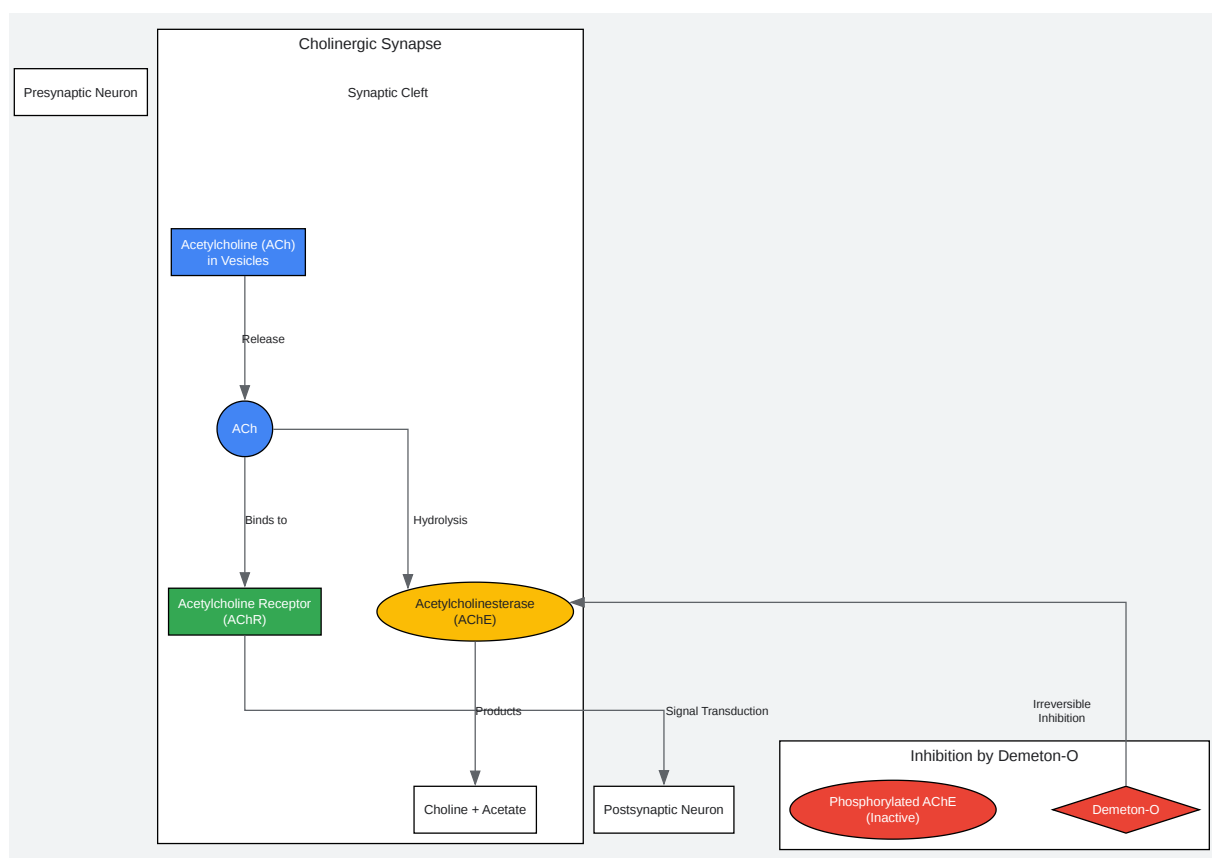 Cholinergic Synapse
Presynaptic Neuron
Synaptic Cleft
Acetylcholine (ACh)
in Vesicles
Release
ACh
Binds to
Hydrolysis
Acetylcholine Receptor
(AChR)
Acetylcholinesterase
(AChE)
Products
Signal Transduction
Irreversible
Inhibition
Choline + Acetate
Postsynaptic Neuron
Inhibition by Demeton-O
Phosphorylated AChE
(Inactive)
Demeton-O